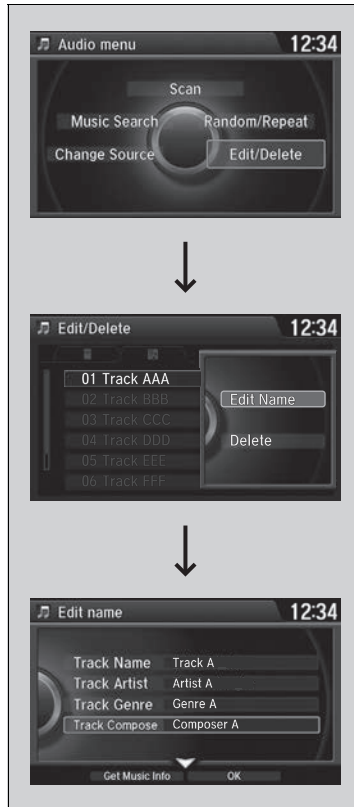 Audio menu 12:34
Scan
Music Search Random/Repeat
Change Source Edit/Delete
Edit/Delete 12:34
01 Track AAA
02 Track BBB
Edit Name
03 Track CCC
04 Track DDD
Delete
05 Track EEE
06 Track FFF
Edit name 12:34
Track Name Track A
Track Artist Artist A
Track Genre Genre A
Track Compose Composer A
Get Music Info OK